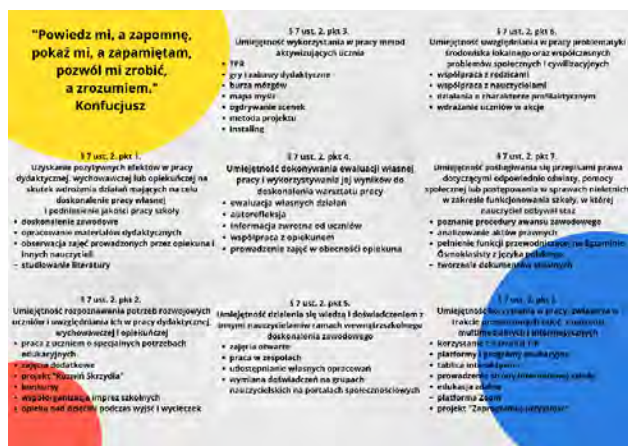 "Powiedz mi, a zapomnę,
pokaż mi, a zapamiętam,
pozwól mi zrobić,
a zrozumiem."
Konfucjusz
§ 7 ust. 2. pkt 1.
Uzyskanie pozytywnych efektów w pracy
dydaktycznej, wychowawczej lub opiekuńczej na
skutek wdrożenia działań mających na celu
doskonalenie pracy własnej
i podniesienie jakości pracy szkoły
• doskonalenie zawodowe
• opracowanie materiałów dydaktycznych
• obserwacja zajęć prowadzonych przez opiekuna i
innych nauczycieli
• studiowanie literatury
§ 7 ust. 2. pkt 2.
Umiejętność rozpoznawania potrzeb rozwojowych
uczniów i uwzględniania ich w pracy dydaktycznej,
wychowawczej i opiekuńczej
• praca z uczniem o specjalnych potrzebach
edukacyjnych
• zajęcia dodatkowe
• projekt "Rozwiń Skrzydła"
• konkursy
• współorganizacja imprez szkolnych
• opieka nad dziećmi podczas wyjść i wycieczek
§ 7 ust. 2. pkt 3.
Umiejętność wykorzystania w pracy metod
aktywizujących ucznia
• TPR
• gry i zabawy dydaktyczne
• burza mózgów
• mapa myśli
• odgrywanie scenek
• metoda projektu
• instaling
§ 7 ust. 2. pkt 4.
Umiejętność dokonywania ewaluacji własnej
pracy i wykorzystywania jej wyników do
doskonalenia warsztatu pracy
• ewaluacja własnych działań
• autorefleksja
• informacja zwrotna od uczniów
• współpraca z opiekunem
• prowadzenie zajęć w obecności opiekuna
§ 7 ust. 2. pkt 5.
Umiejętność dzielenia się wiedzą i doświadczeniem z
innymi nauczycielami w ramach wewnątrzszkolnego
doskonalenia zawodowego
• zajęcia otwarte
• praca w zespołach
• udostępnianie własnych opracowań
• wymiana doświadczeń na grupach
nauczycielskich na portalach społecznościowych
§ 7 ust. 2. pkt 6.
Umiejętność uwzględniania w pracy problematyki
środowiska lokalnego oraz współczesnych
problemów społecznych i cywilizacyjnych
• współpraca z rodzicami
• współpraca z nauczycielami
• działania o charakterze profilaktycznym
• wdrażanie uczniów w akcje
§ 7 ust. 2. pkt 7.
Umiejętność posługiwania się przepisami prawa
dotyczącymi odpowiednio oświaty, pomocy
społecznej lub postępowania w sprawach nieletnich
w zakresie funkcjonowania szkoły, w której
nauczyciel odbywał staż
• poznanie procedury awansu zawodowego
• analizowanie aktów prawnych
• pełnienie funkcji przewodniczącej na Egzaminie
Ósmoklasisty z języka polskiego
• tworzenie dokumentów
Umiejętność korzystania w pracy, zwłaszcza w
trakcie prowadzonych zajęć, z narzędzi
multimedialnych i informatycznych
• korzystanie z narzędzi TIK
• platformy i programy edukacyjne
• tablica interaktywna
• prowadzenie strony internetowej szkoły
• edukacja zdalna
• platforma Zoom
• projekt "Zaprogramuj przyszłość"